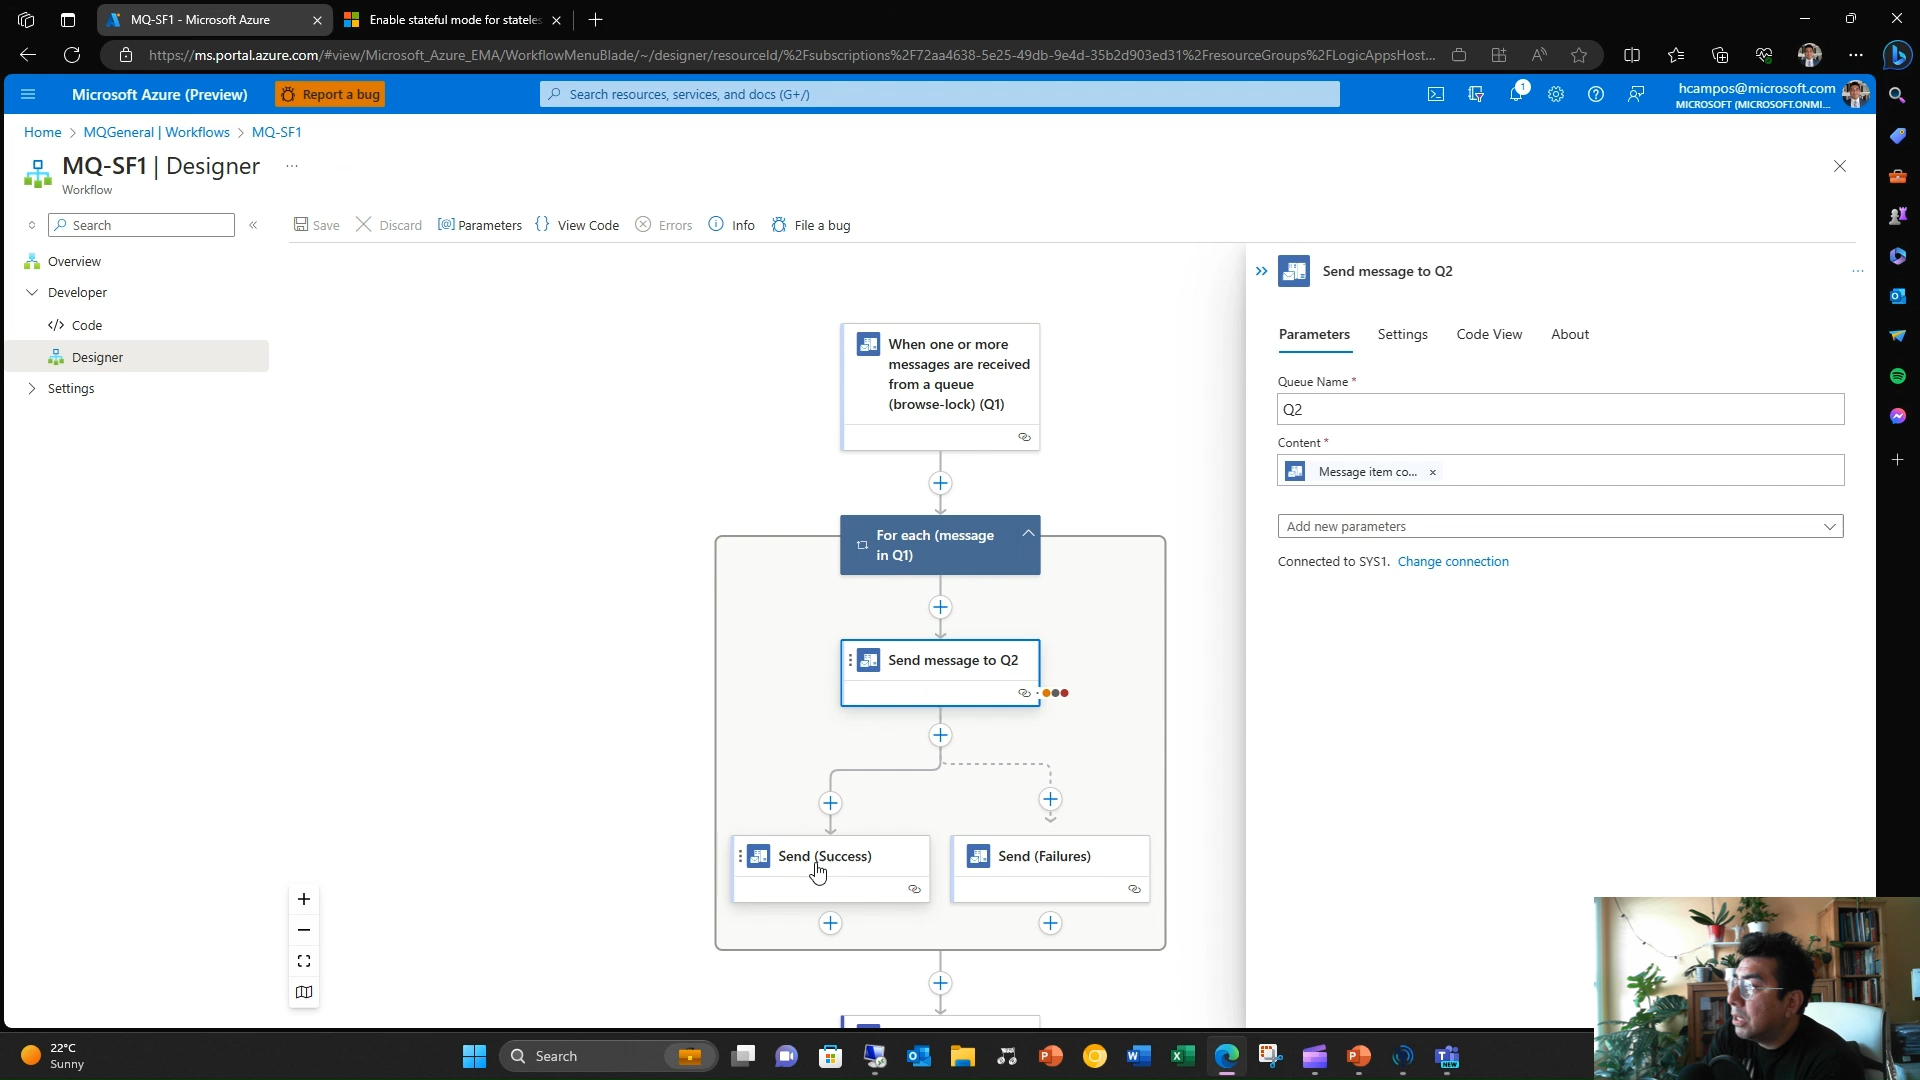 MQ-SF1 - Microsoft Azure
Enable stateful mode for stateles
https://ms.portal.azure.com/#view/Microsoft_Azure_EMA/WorkflowMenuBlade/~/designer/resourceId/%2Fsubscriptions%2F72aa4638-5e25-49db-9e4d-35b2d903ed31%2FresourceGroups%2FLogicAppsHost...
Microsoft Azure (Preview)
Report a bug
Search resources, services, and docs (G+/)
1
hcampos@microsoft.com
MICROSOFT (MICROSOFT.ONMI...
Home > MQGeneral | Workflows > MQ-SF1
MQ-SF1 | Designer
...
Workflow
Search
«
Save
Discard
Parameters
View Code
Errors
Info
File a bug
Overview
Developer
Code
Designer
Settings
When one or more
messages are received
from a queue
(browse-lock) (Q1)
For each (message
in Q1)
Send message to Q2
Send (Success)
Send (Failures)
Send message to Q2
...
Parameters
Settings
Code View
About
Queue Name *
Q2
Content *
Message item co...
Add new parameters
Connected to SYS1. Change connection
22°C
Sunny
Search
NEW